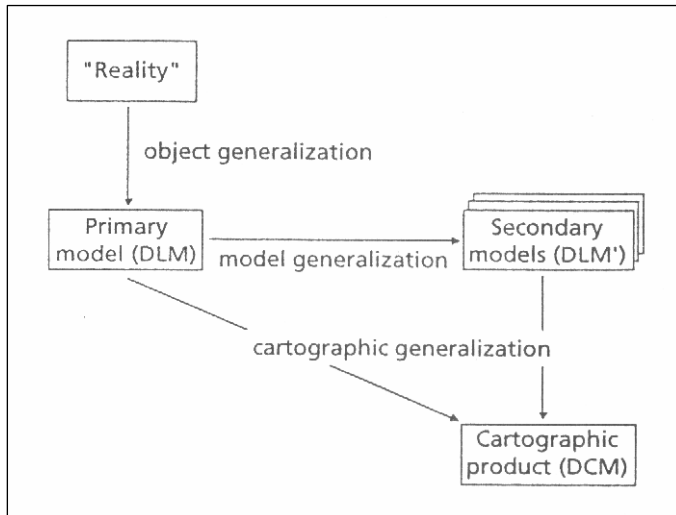 "Reality"
object generalization
Primary
model (DLM)
model generalization
Secondary
models (DLM')
cartographic generalization
Cartographic
product (DCM)